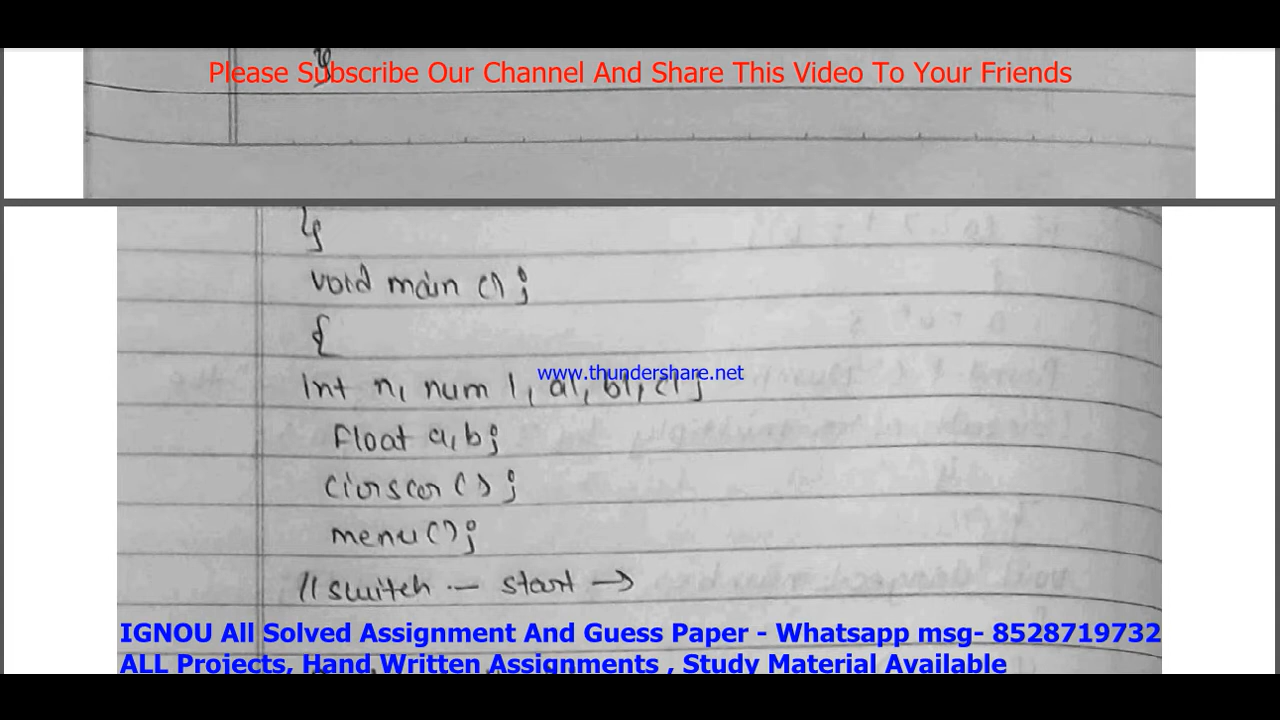 }
Please Subscribe Our Channel And Share This Video To Your Friends
}
void main ();
{
int n, num 1, a1, b1, c1;
www.thundershare.net
Float a, b;
Clorscor ();
menu();
// switch — start →
IGNOU All Solved Assignment And Guess Paper - Whatsapp msg- 8528719732
ALL Projects, Hand Written Assignments , Study Material Available